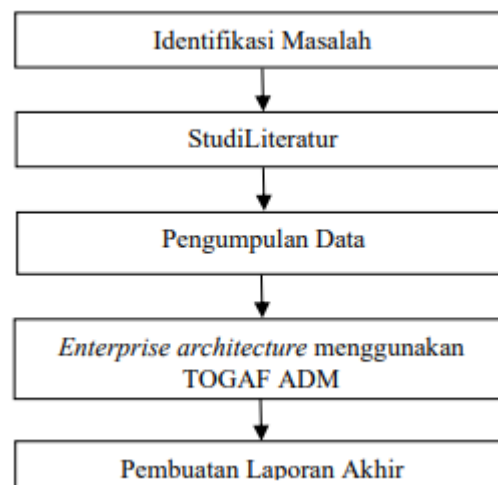 Identifikasi Masalah
StudiLiteratur
Pengumpulan Data
Enterprise architecture menggunakan
TOGAF ADM
Pembuatan Laporan Akhir